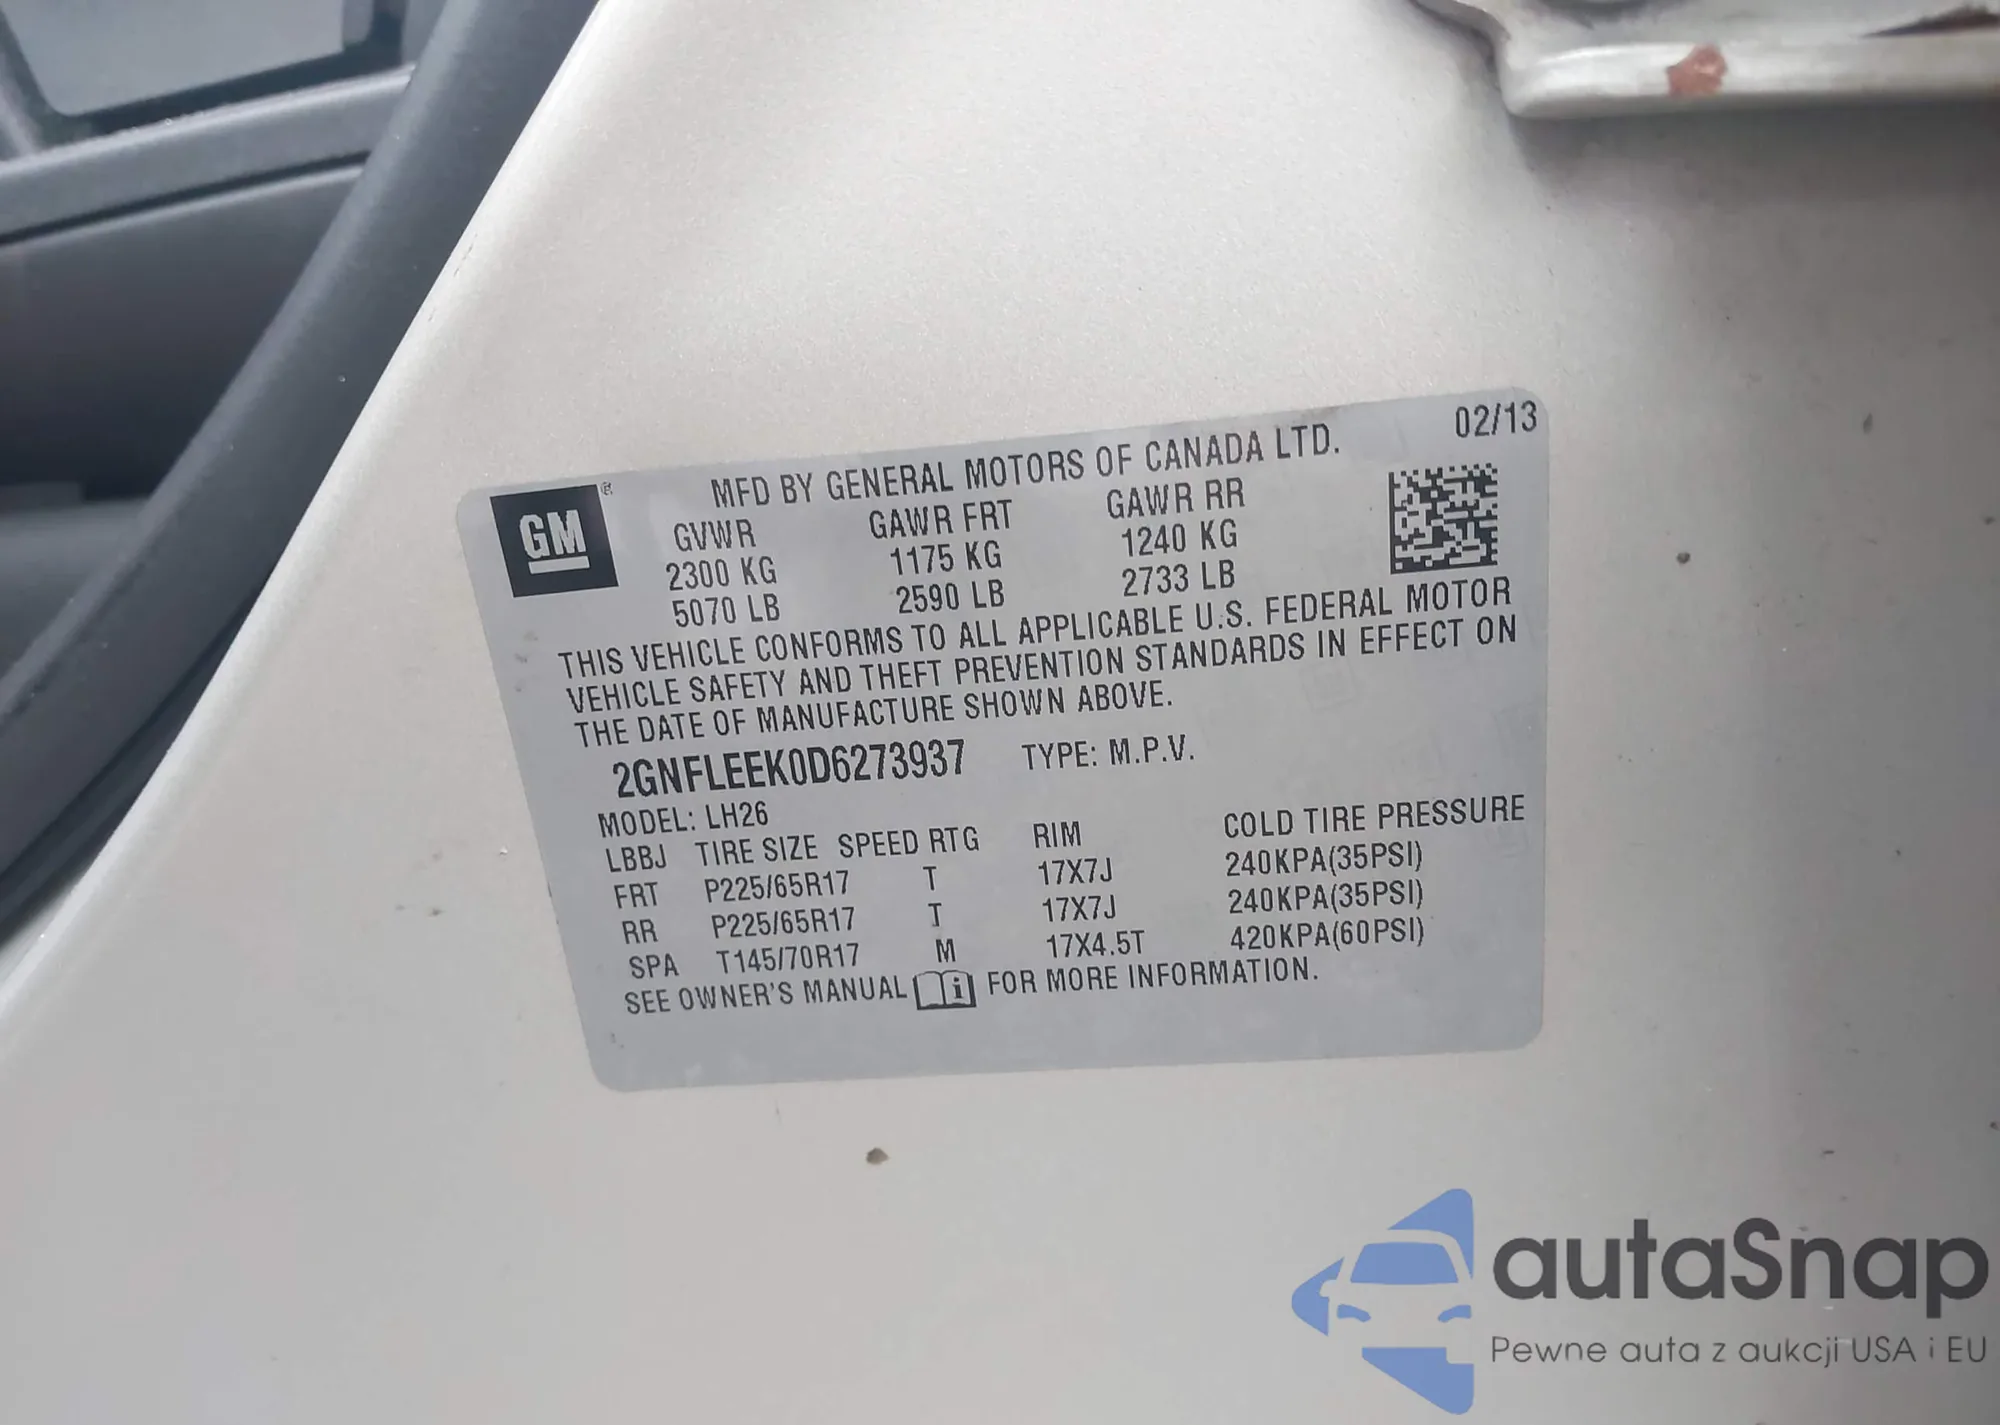 02/13
MFD BY GENERAL MOTORS OF CANADA LTD.
GM ®
GVWR GAWR FRT GAWR RR
2300 KG 1175 KG 1240 KG
5070 LB 2590 LB 2733 LB
THIS VEHICLE CONFORMS TO ALL APPLICABLE U.S. FEDERAL MOTOR
VEHICLE SAFETY AND THEFT PREVENTION STANDARDS IN EFFECT ON
THE DATE OF MANUFACTURE SHOWN ABOVE.
2GNFLEEK0D6273937 TYPE: M.P.V.
MODEL: LH26
LBBJ TIRE SIZE SPEED RTG RIM COLD TIRE PRESSURE
FRT P225/65R17 T 17X7J 240KPA(35PSI)
RR P225/65R17 T 17X7J 240KPA(35PSI)
SPA T145/70R17 M 17X4.5T 420KPA(60PSI)
SEE OWNER'S MANUAL i FOR MORE INFORMATION.
autaSnap
Pewne auta z aukcji USA i EU